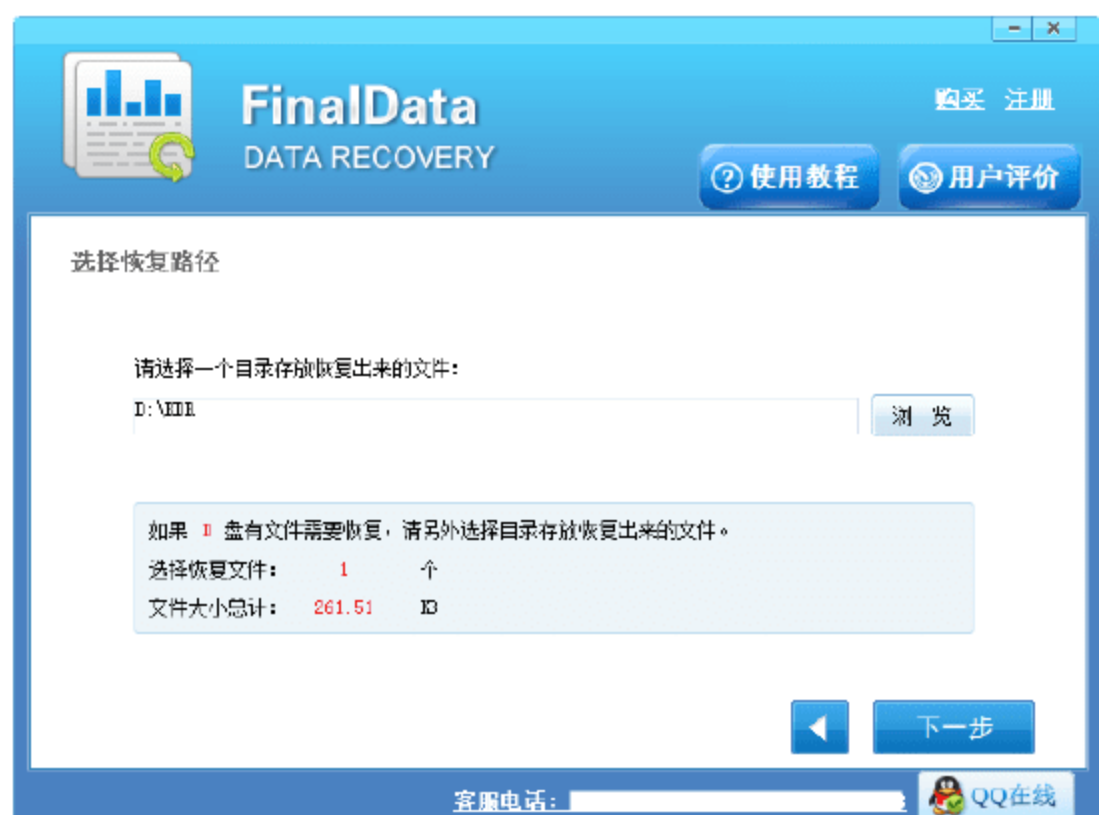 FinalData
DATA RECOVERY
购买 注册
使用教程 用户评价
选择恢复路径
请选择一个目录存放恢复出来的文件:
D:\EDR
浏 览
如果 D 盘有文件需要恢复,请另外选择目录存放恢复出来的文件。
选择恢复文件: 1 个
文件大小总计: 261.51 KB
下一步
客服电话:
QQ在线